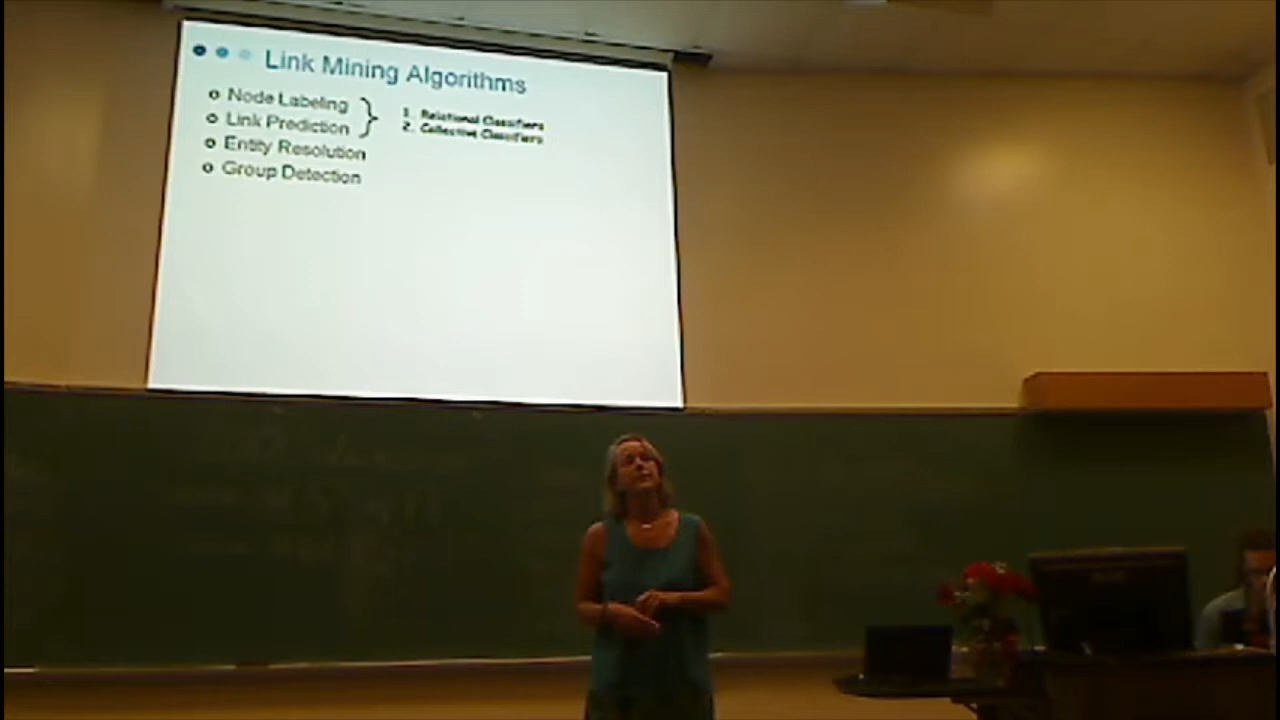 Link Mining Algorithms
Node Labeling
Link Prediction
Entity Resolution
Group Detection
1. Relational Classifiers
2. Collective Classifiers